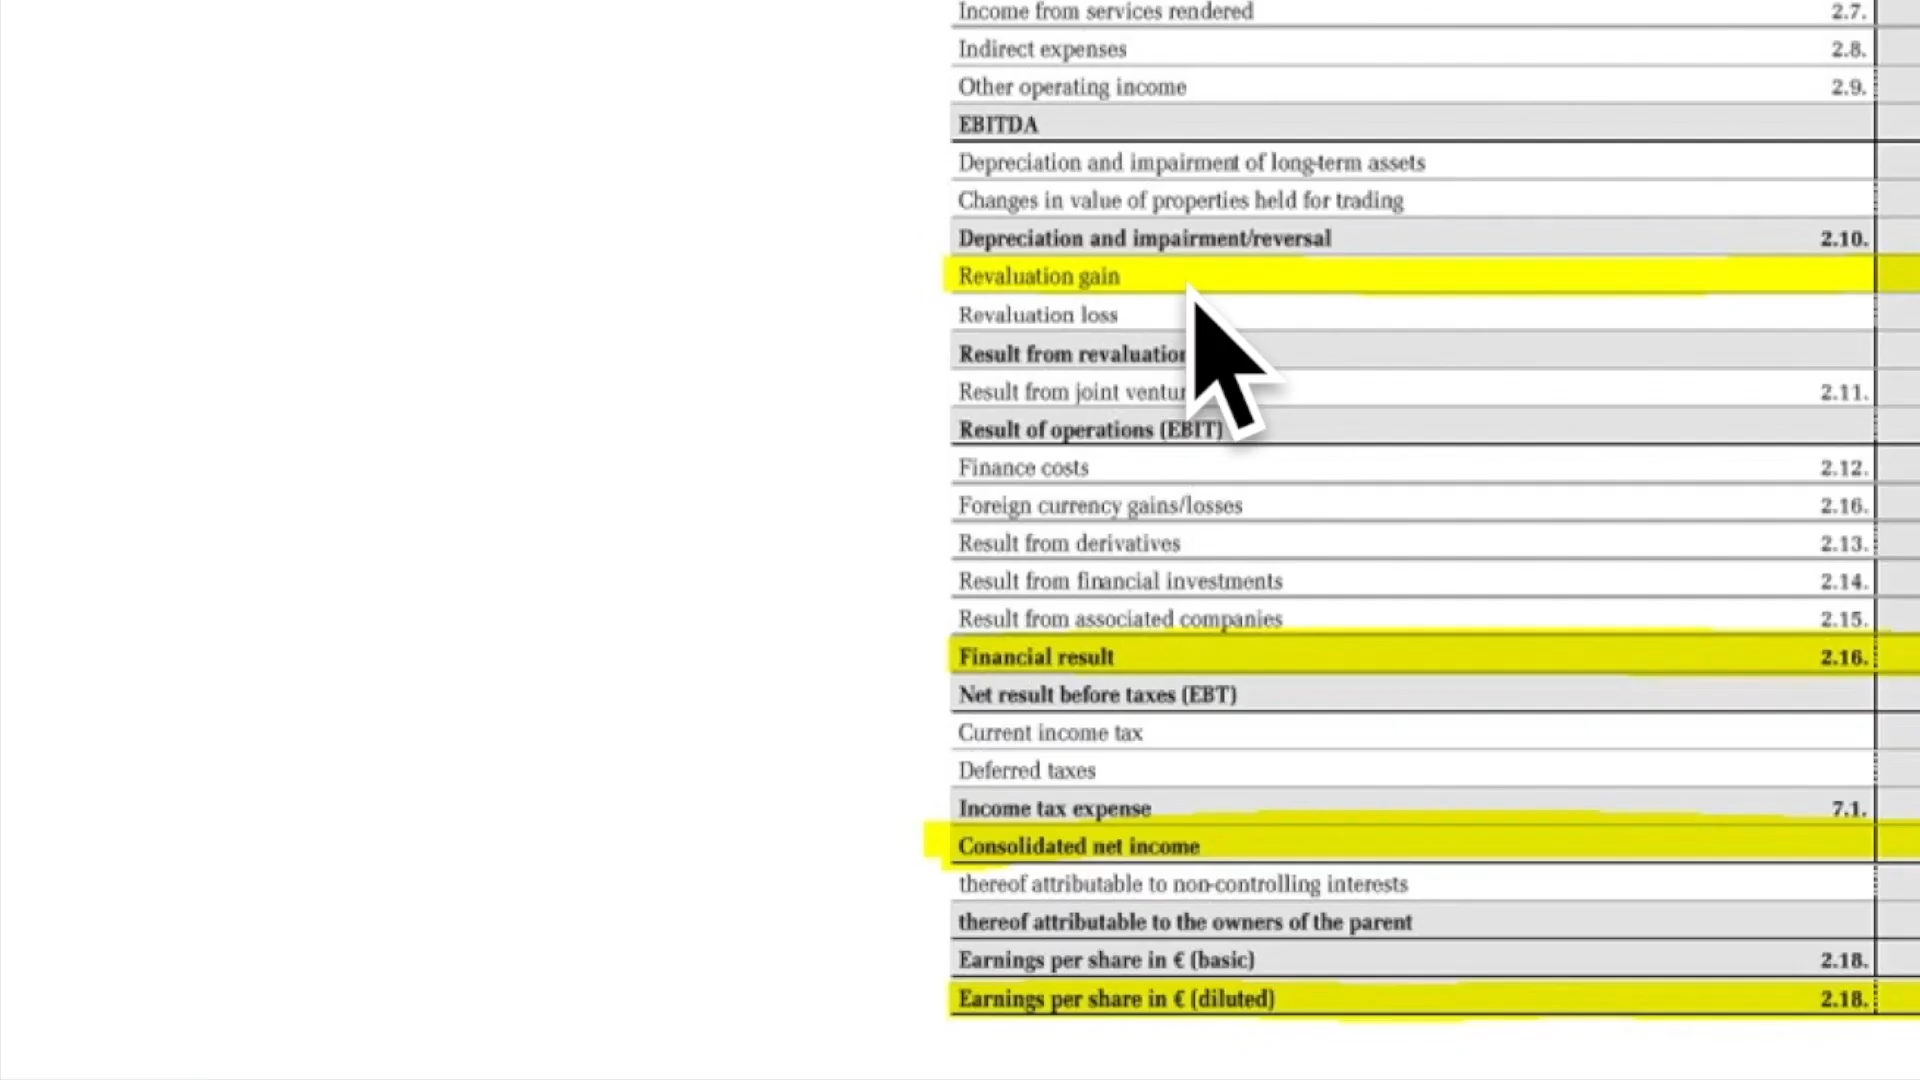 Income from services rendered 2.7.
Indirect expenses 2.8.
Other operating income 2.9.
EBITDA
Depreciation and impairment of long-term assets
Changes in value of properties held for trading
Depreciation and impairment/reversal 2.10.
Revaluation gain
Revaluation loss
Result from revaluation
Result from joint ventur 2.11.
Result of operations (EBIT)
Finance costs 2.12.
Foreign currency gains/losses 2.16.
Result from derivatives 2.13.
Result from financial investments 2.14.
Result from associated companies 2.15.
Financial result 2.16.
Net result before taxes (EBT)
Current income tax
Deferred taxes
Income tax expense 7.1.
Consolidated net income
thereof attributable to non-controlling interests
thereof attributable to the owners of the parent
Earnings per share in € (basic) 2.18.
Earnings per share in € (diluted) 2.18.